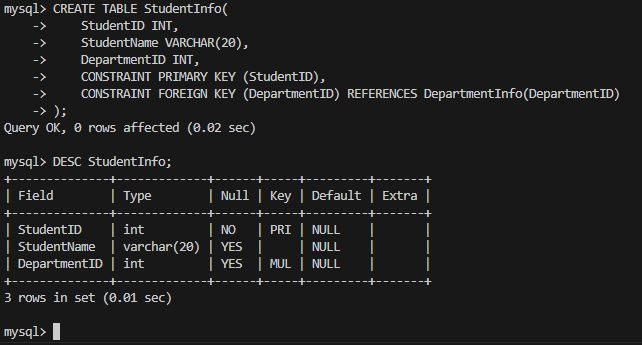 mysql> CREATE TABLE StudentInfo(
    ->     StudentID INT,
    ->     StudentName VARCHAR(20),
    ->     DepartmentID INT,
    ->     CONSTRAINT PRIMARY KEY (StudentID),
    ->     CONSTRAINT FOREIGN KEY (DepartmentID) REFERENCES DepartmentInfo(DepartmentID)
    -> );
Query OK, 0 rows affected (0.02 sec)

mysql> DESC StudentInfo;
+--------------+-------------+------+-----+---------+-------+
| Field        | Type        | Null | Key | Default | Extra |
+--------------+-------------+------+-----+---------+-------+
| StudentID    | int         | NO   | PRI | NULL    |       |
| StudentName  | varchar(20) | YES  |     | NULL    |       |
| DepartmentID | int         | YES  | MUL | NULL    |       |
+--------------+-------------+------+-----+---------+-------+
3 rows in set (0.01 sec)

mysql>